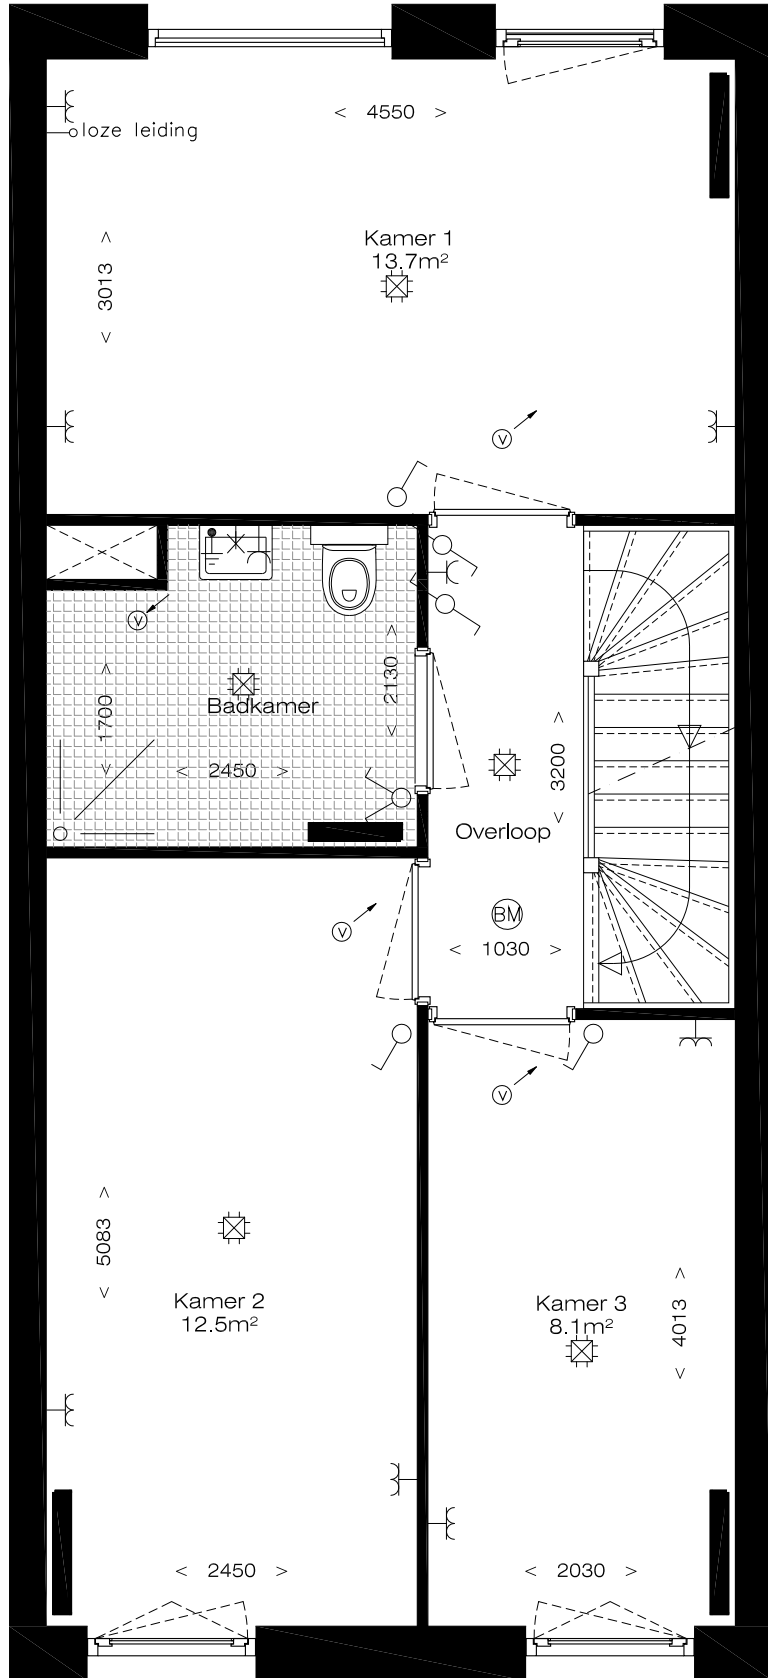 < 4550 >
loze leiding
Kamer 1
13.7m²
< 3013 >
V
V
Badkamer
< 1700 >
< 2130 >
< 2450 >
< 3200 >
Overloop
BM
V
< 1030 >
V
< 5083 >
Kamer 2
12.5m²
Kamer 3
8.1m²
< 4013 >
< 2450 >
< 2030 >